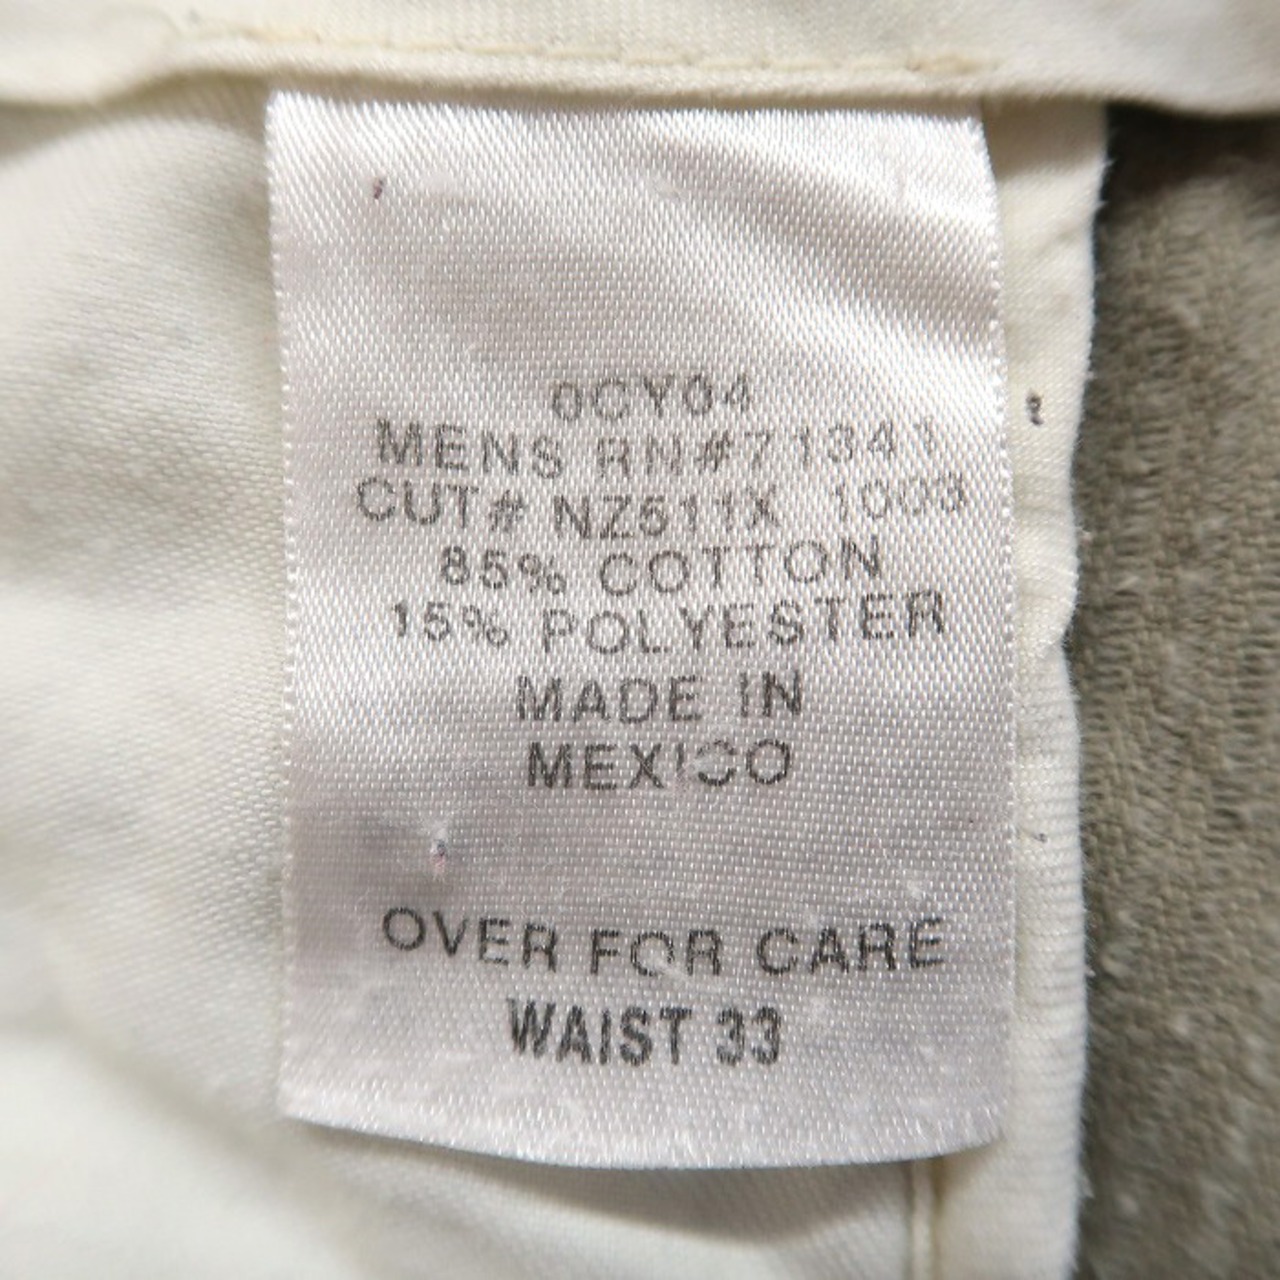 0CY04
MENS RN#71341
CUT# NZ511X 1003
85% COTTON
15% POLYESTER
MADE IN
MEXICO
OVER FOR CARE
WAIST 33